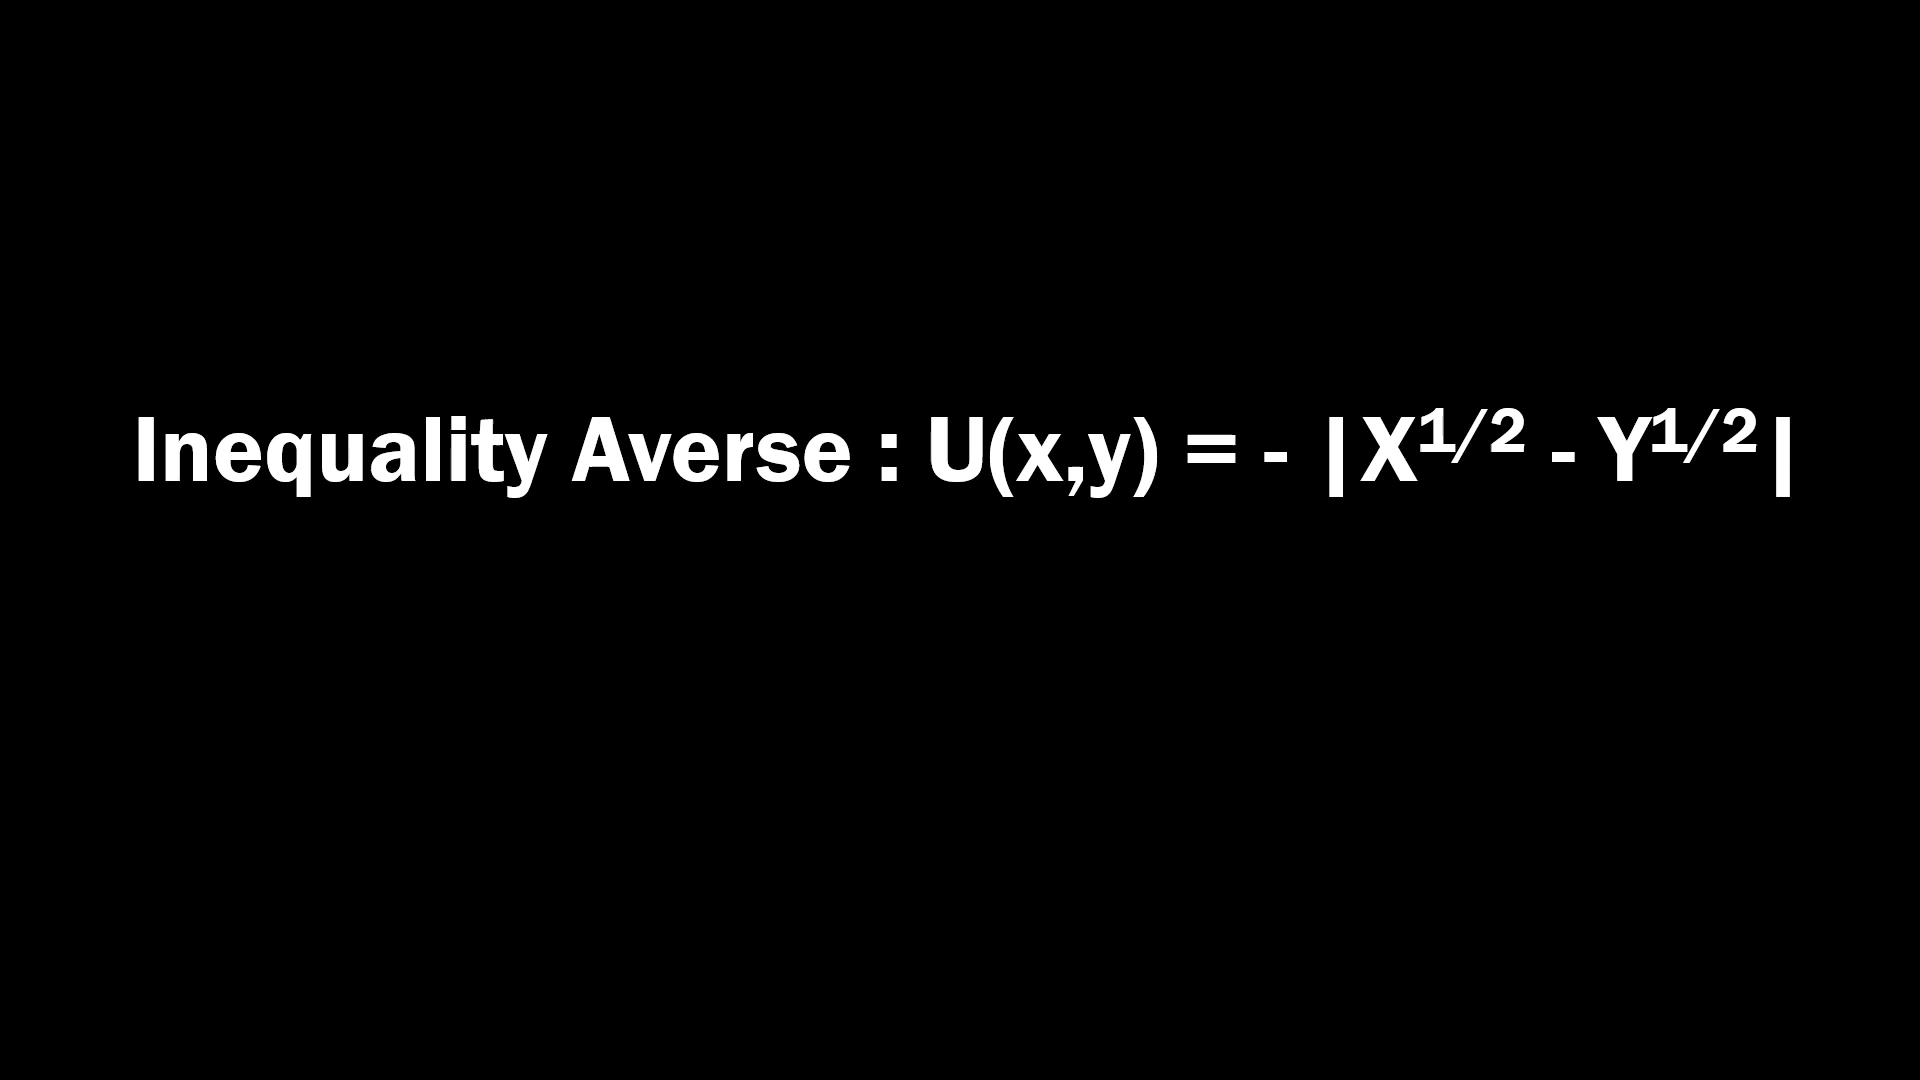 Inequality Averse : U(x,y) = - |X¹⁄² - Y¹⁄²|